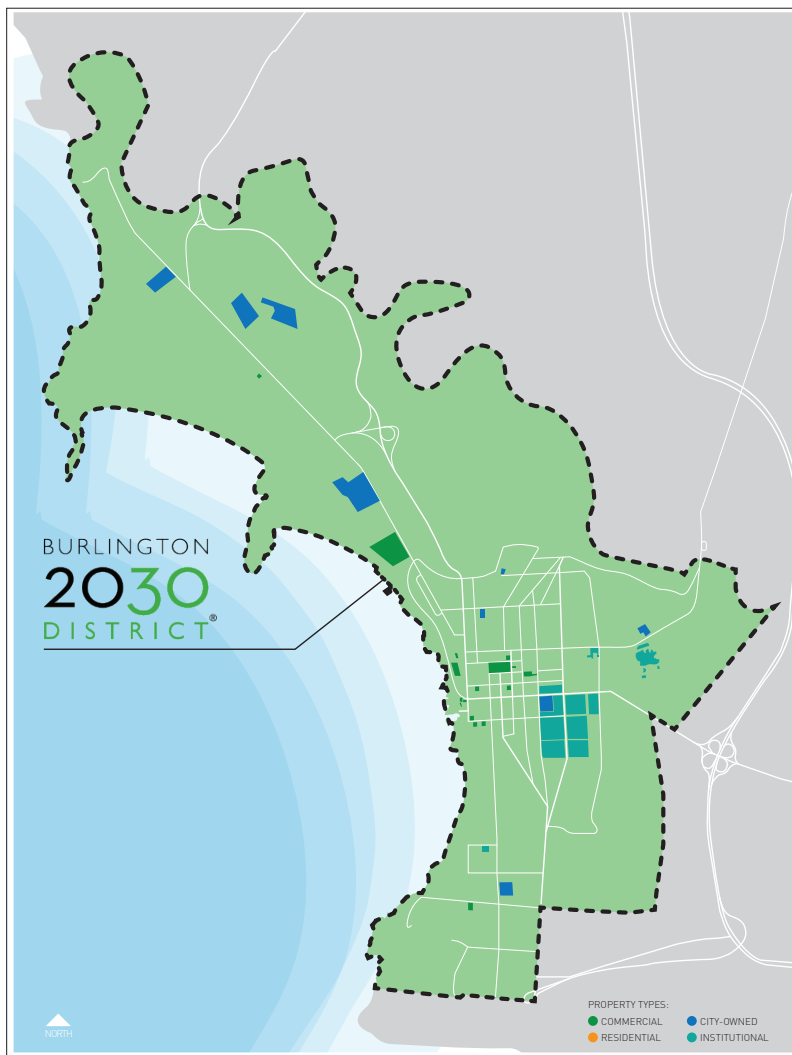 BURLINGTON
2030
DISTRICT®
NORTH
PROPERTY TYPES:
COMMERCIAL
CITY-OWNED
RESIDENTIAL
INSTITUTIONAL